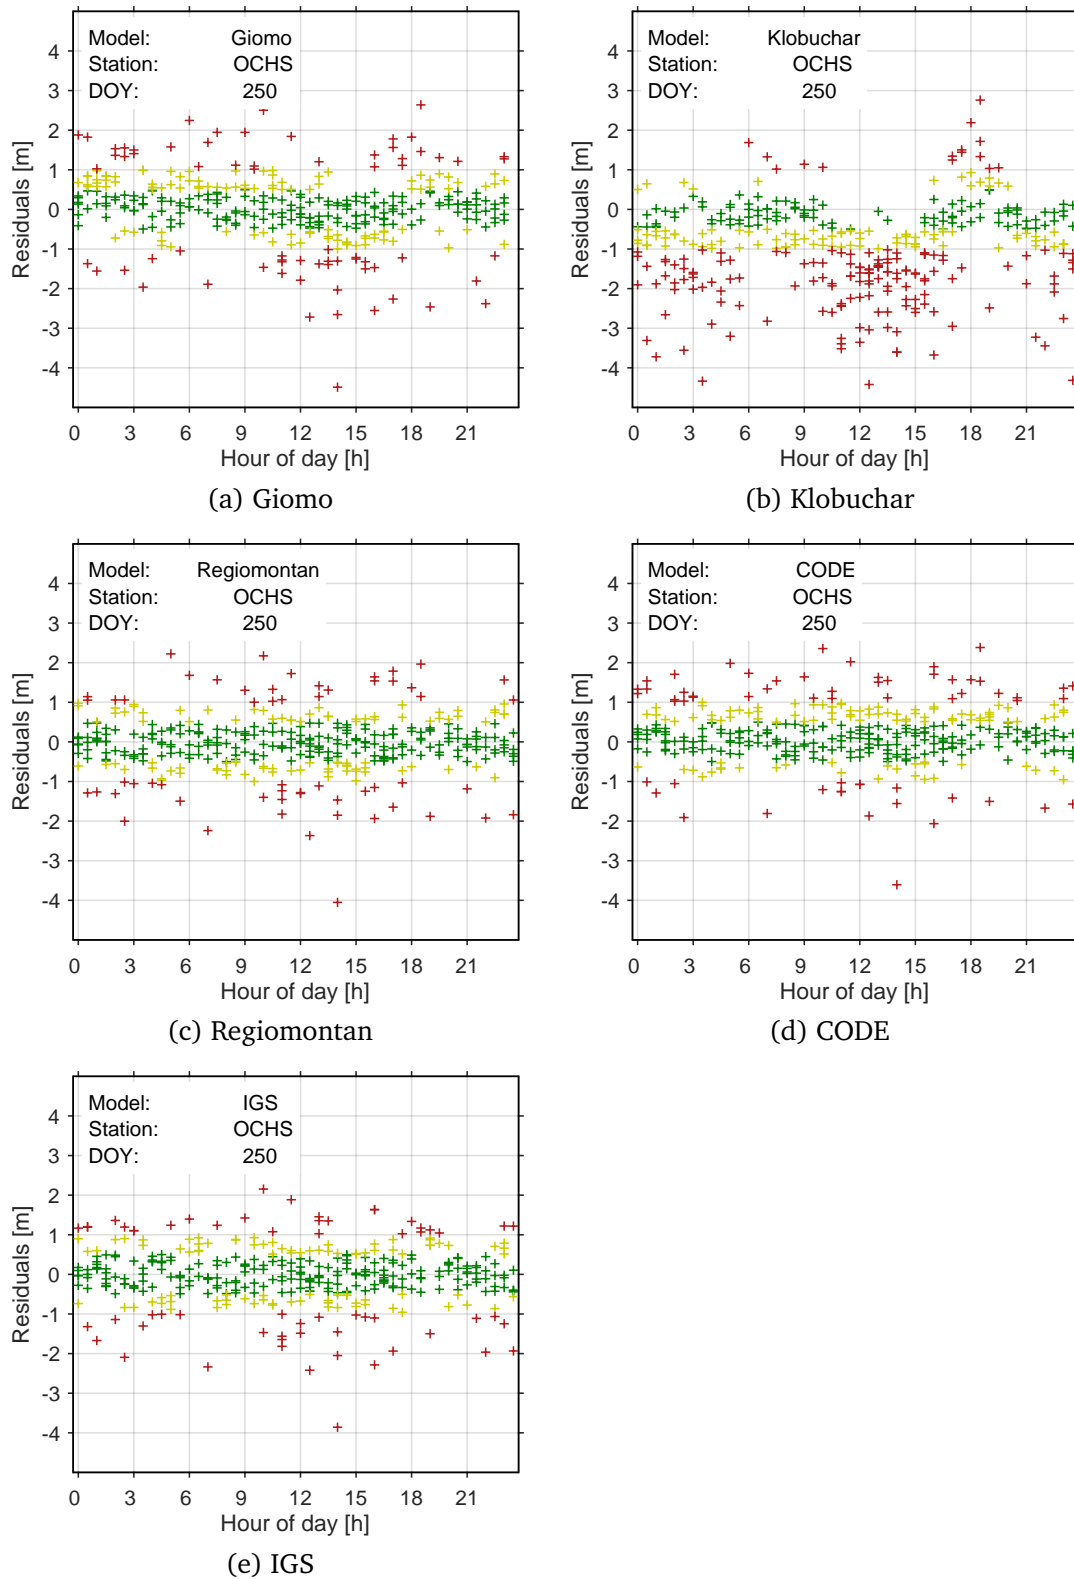 Model: Giomo
Station: OCHS
DOY: 250
4
3
2
1
0
-1
-2
-3
-4
Residuals [m]
0 3 6 9 12 15 18 21
Hour of day [h]
(a) Giomo
Model: Klobuchar
Station: OCHS
DOY: 250
4
3
2
1
0
-1
-2
-3
-4
Residuals [m]
0 3 6 9 12 15 18 21
Hour of day [h]
(b) Klobuchar
Model: Regiomontan
Station: OCHS
DOY: 250
4
3
2
1
0
-1
-2
-3
-4
Residuals [m]
0 3 6 9 12 15 18 21
Hour of day [h]
(c) Regiomontan
Model: CODE
Station: OCHS
DOY: 250
4
3
2
1
0
-1
-2
-3
-4
Residuals [m]
0 3 6 9 12 15 18 21
Hour of day [h]
(d) CODE
Model: IGS
Station: OCHS
DOY: 250
4
3
2
1
0
-1
-2
-3
-4
Residuals [m]
0 3 6 9 12 15 18 21
Hour of day [h]
(e) IGS